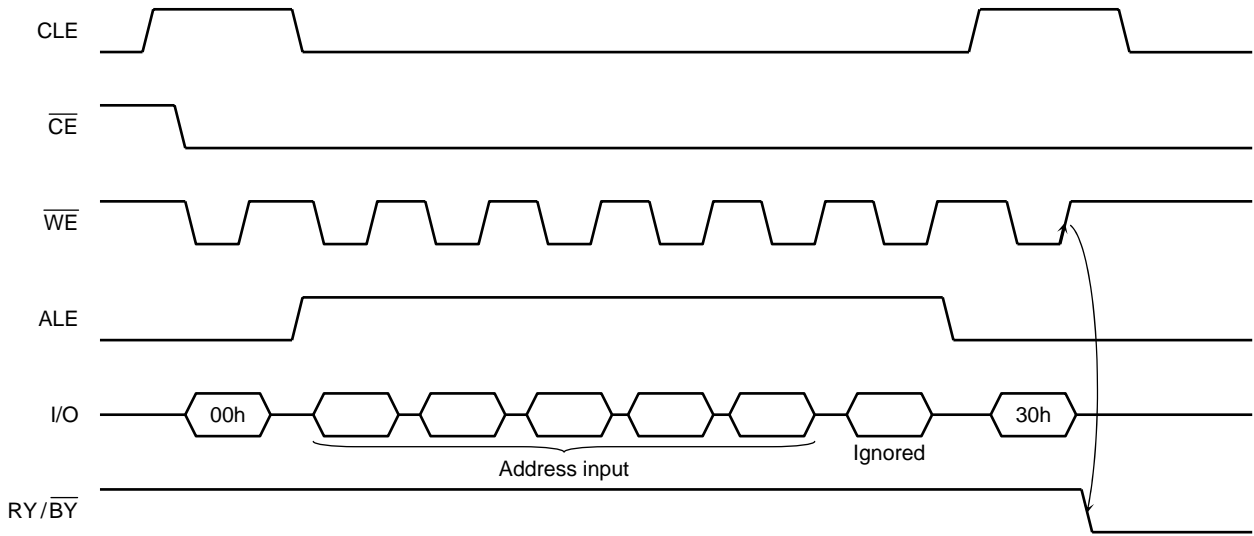 CLE
CE
WE
ALE
I/O
00h
30h
Ignored
Address input
RY/BY